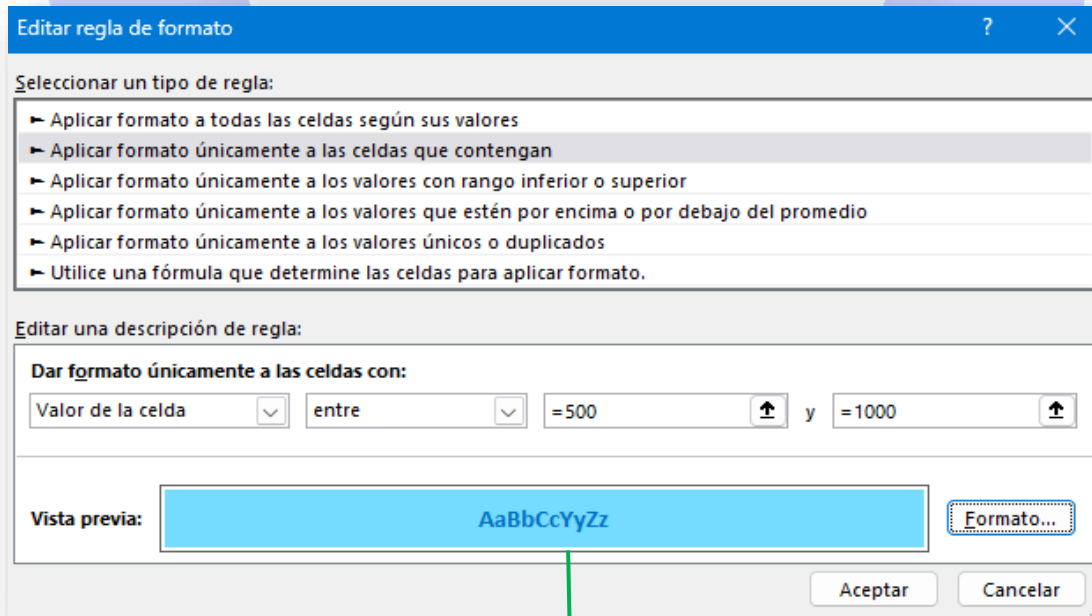 Editar regla de formato ?
Seleccionar un tipo de regla:
Aplicar formato a todas las celdas según sus valores
Aplicar formato únicamente a las celdas que contengan
Aplicar formato únicamente a los valores con rango inferior o superior
Aplicar formato únicamente a los valores que estén por encima o por debajo del promedio
Aplicar formato únicamente a los valores únicos o duplicados
Utilice una fórmula que determine las celdas para aplicar formato.
Editar una descripción de regla:
Dar formato únicamente a las celdas con:
Valor de la celda entre =500 y =1000
Vista previa: AaBbCcYyZz Formato...
Aceptar Cancelar